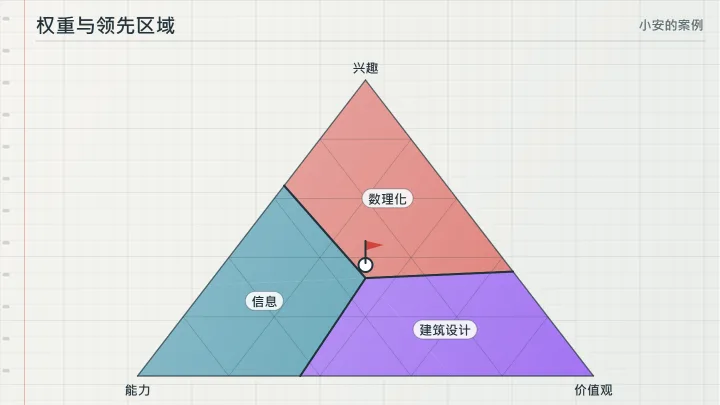 权重与领先区域
小安的案例
兴趣
数理化
信息
建筑设计
能力
价值观